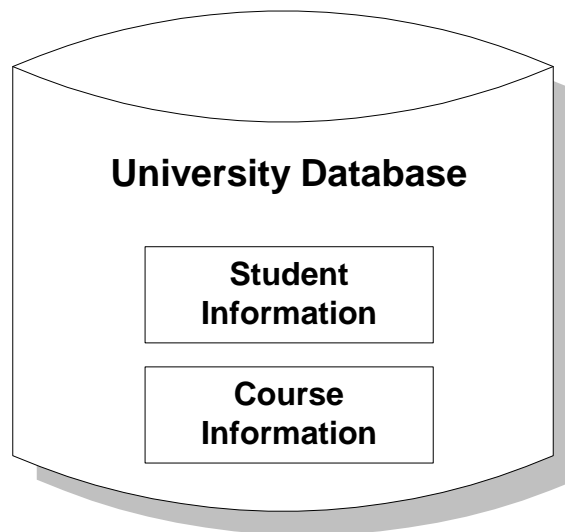 University Database
Student
Information
Course
Information